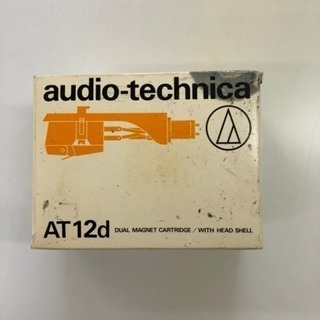 audio-technica
AT12d DUAL MAGNET CARTRIDGE / WITH HEAD SHELL